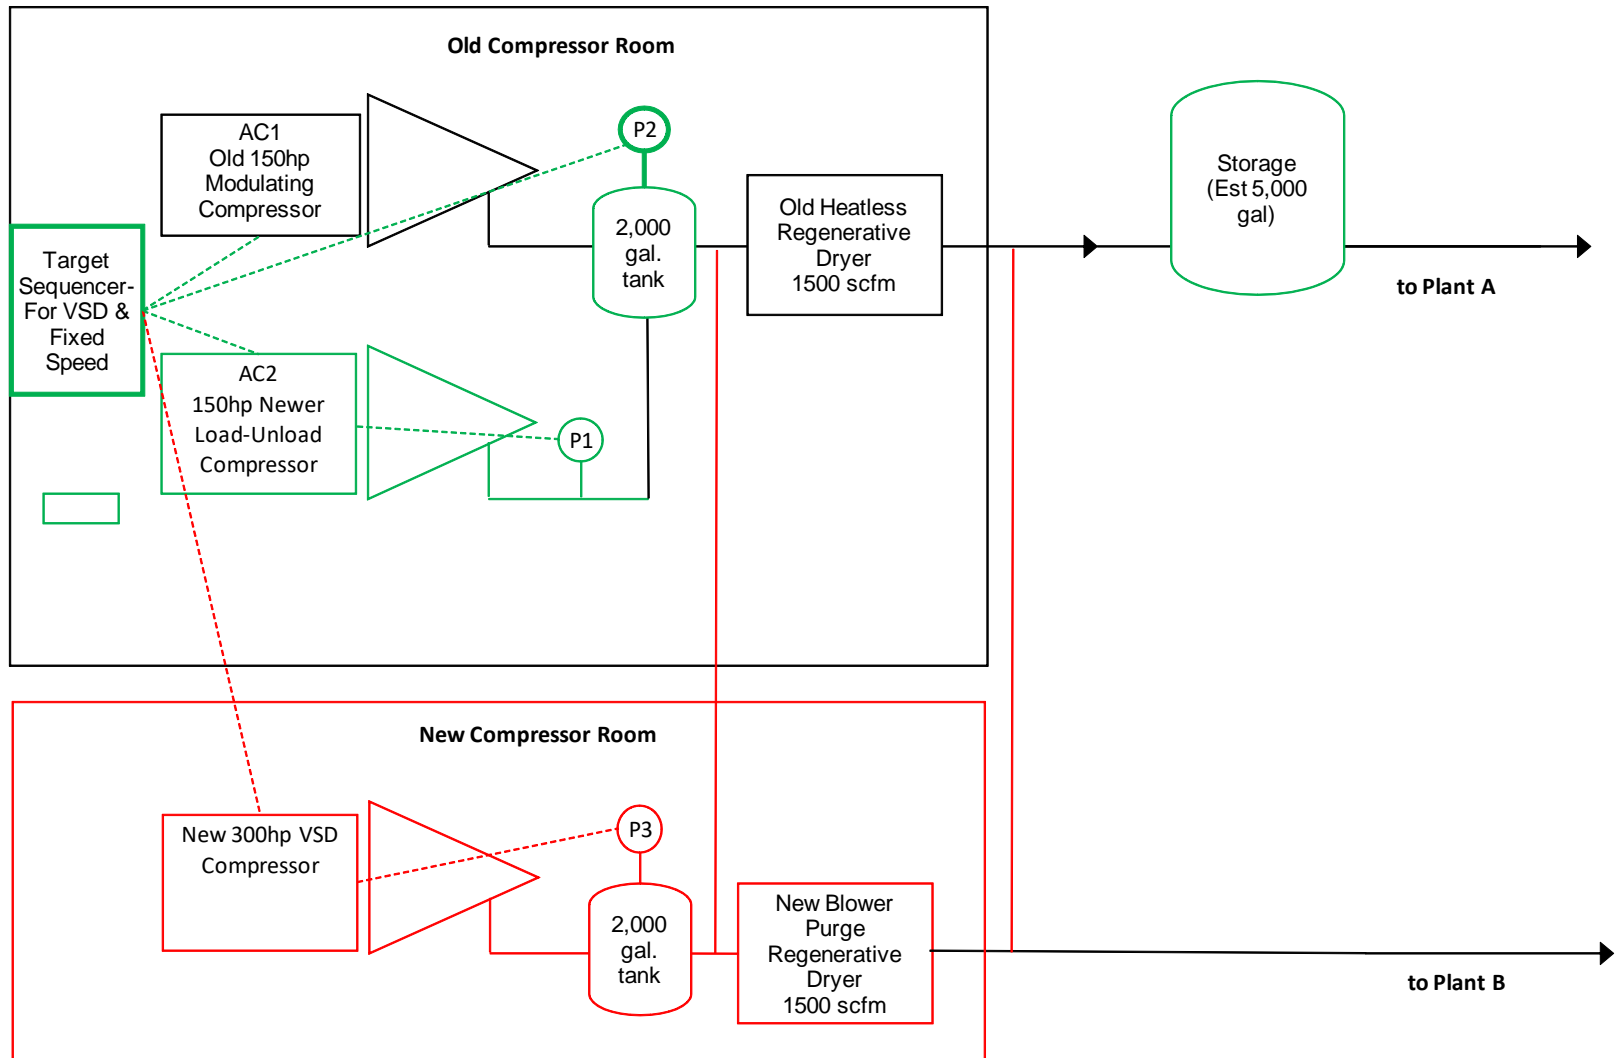 Old Compressor Room
AC1
Old 150hp
Modulating
Compressor
P2
Target
Sequencer-
For VSD &
Fixed
Speed
2,000
gal.
tank
Old Heatless
Regenerative
Dryer
1500 scfm
Storage
(Est 5,000
gal)
to Plant A
AC2
150hp Newer
Load-Unload
Compressor
P1
New Compressor Room
New 300hp VSD
Compressor
P3
2,000
gal.
tank
New Blower
Purge
Regenerative
Dryer
1500 scfm
to Plant B